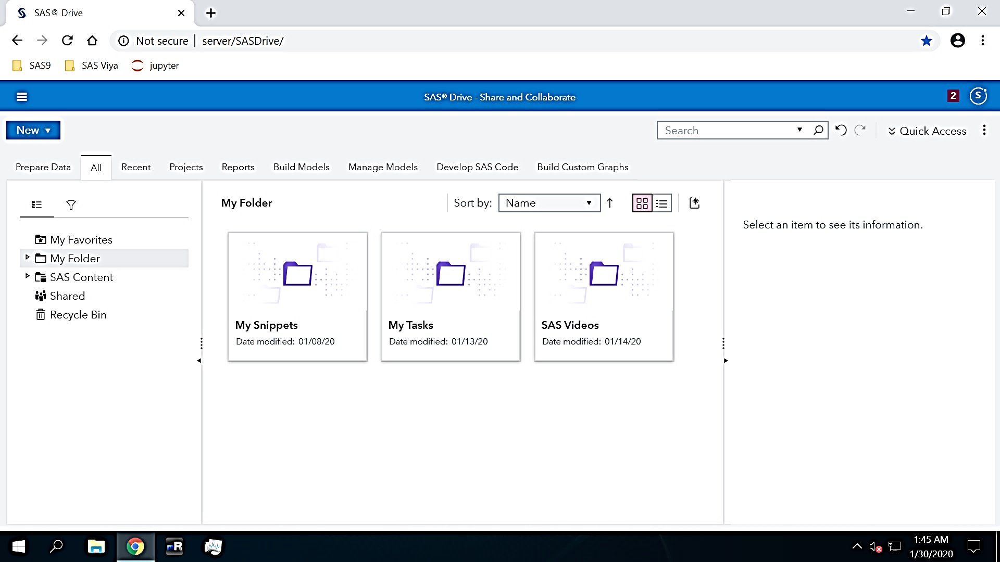 SAS® Drive
Not secure | server/SASDrive/
SAS9
SAS Viya
jupyter
SAS® Drive - Share and Collaborate
2
S
New
Search
Quick Access
Prepare Data
All
Recent
Projects
Reports
Build Models
Manage Models
Develop SAS Code
Build Custom Graphs
My Folder
Sort by:
Name
Select an item to see its information.
My Favorites
My Folder
SAS Content
Shared
Recycle Bin
My Snippets
Date modified: 01/08/20
My Tasks
Date modified: 01/13/20
SAS Videos
Date modified: 01/14/20
mR
1:45 AM
1/30/2020